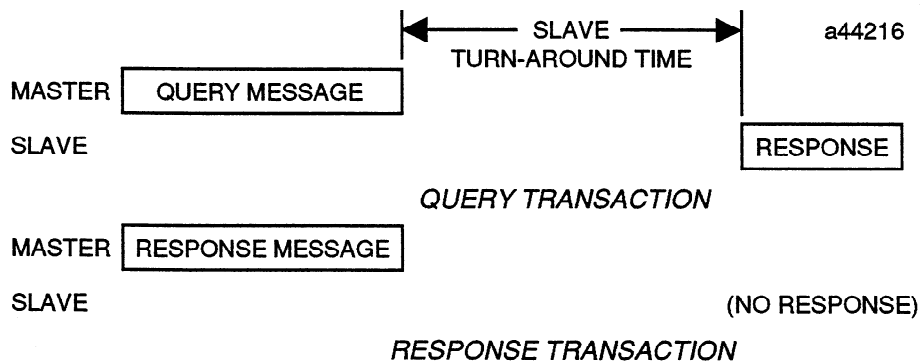 SLAVE
TURN-AROUND TIME
a44216
MASTER QUERY MESSAGE
SLAVE RESPONSE
QUERY TRANSACTION
MASTER RESPONSE MESSAGE
SLAVE (NO RESPONSE)
RESPONSE TRANSACTION